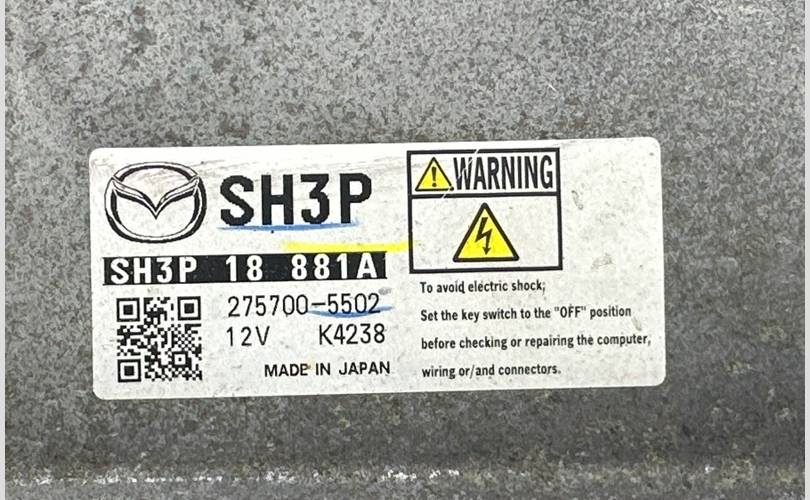 SH3P
SH3P 18 881A
275700-5502
12V K4238
MADE IN JAPAN
WARNING
To avoid electric shock;
Set the key switch to the "OFF" position
before checking or repairing the computer,
wiring or/and connectors.